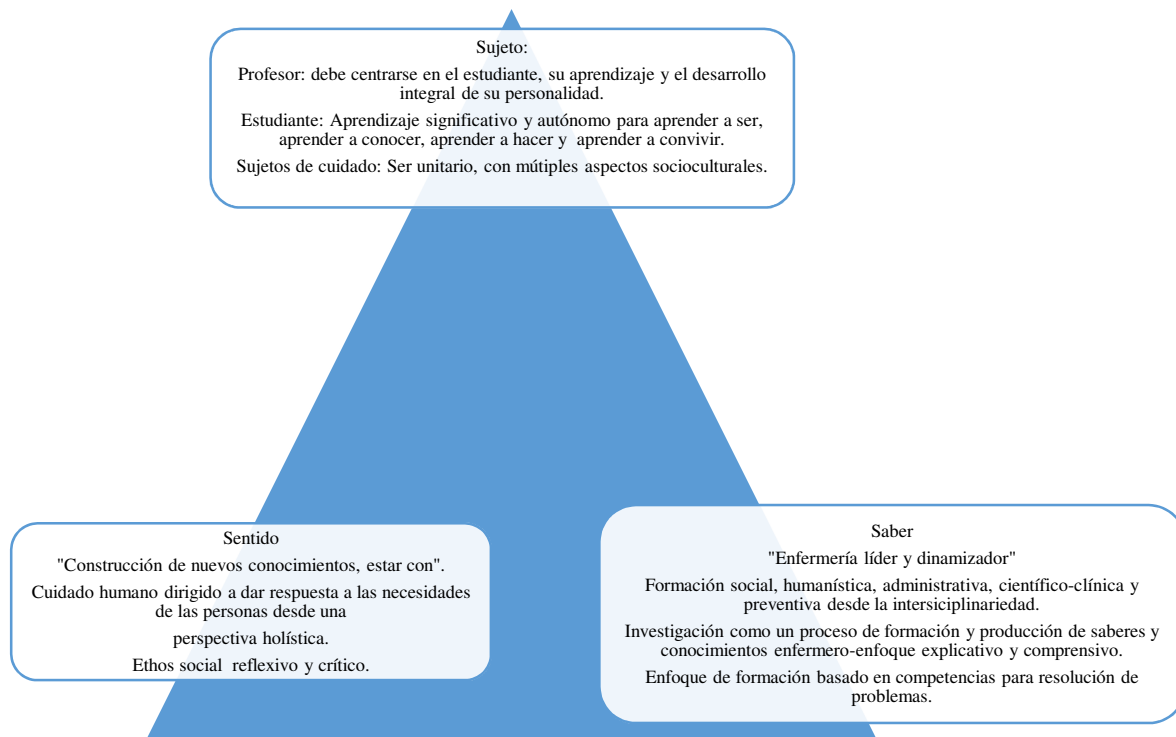 Sujeto:
Profesor: debe centrarse en el estudiante, su aprendizaje y el desarrollo
integral de su personalidad.
Estudiante: Aprendizaje significativo y autónomo para aprender a ser,
aprender a conocer, aprender a hacer y aprender a convivir.
Sujetos de cuidado: Ser unitario, con mútiples aspectos socioculturales.
Sentido
"Construcción de nuevos conocimientos, estar con".
Cuidado humano dirigido a dar respuesta a las necesidades
de las personas desde una
perspectiva holística.
Ethos social reflexivo y crítico.
Saber
"Enfermería líder y dinamizador"
Formación social, humanística, administrativa, científico-clínica y
preventiva desde la intersiciplinariedad.
Investigación como un proceso de formación y producción de saberes y
conocimientos enfermero-enfoque explicativo y comprensivo.
Enfoque de formación basado en competencias para resolución de
problemas.